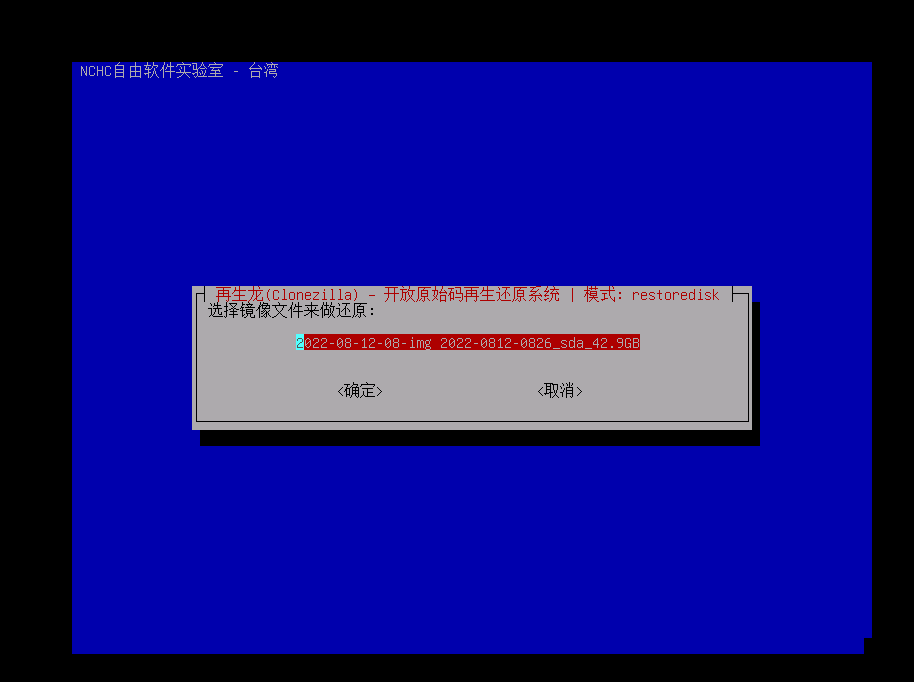 NCHC自由软件实验室 - 台湾
再生龙(Clonezilla) - 开放原始码再生还原系统 | 模式: restoredisk
选择镜像文件来做还原:
2022-08-12-08-img 2022-0812-0826_sda_42.9GB
<确定> <取消>